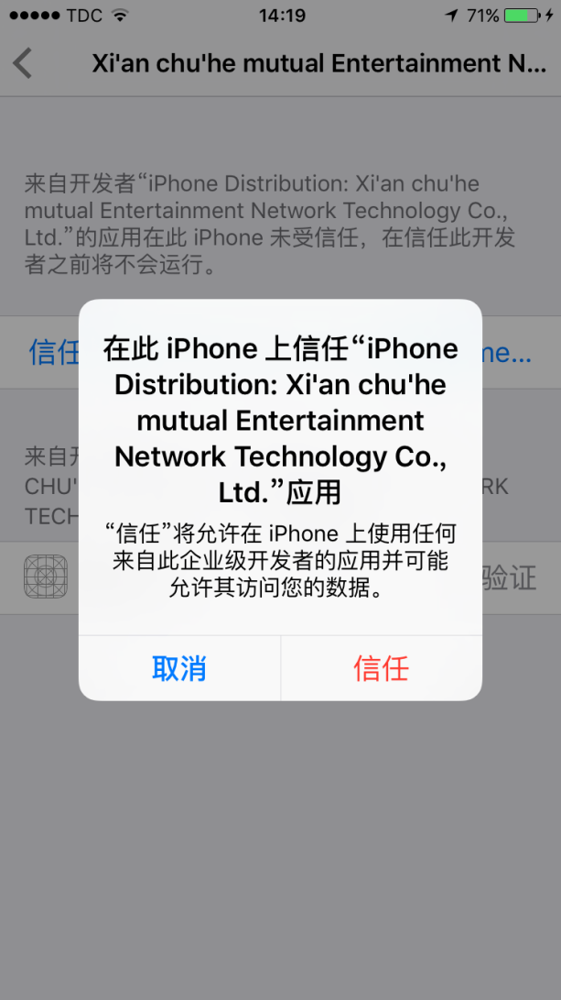 TDC 14:19 71%
Xi'an chu'he mutual Entertainment N...
来自开发者“iPhone Distribution: Xi'an chu'he
mutual Entertainment Network Technology Co.,
Ltd.”的应用在此 iPhone 未受信任，在信任此开发
者之前将不会运行。
信任 me...
在此 iPhone 上信任“iPhone
Distribution: Xi'an chu'he
mutual Entertainment
Network Technology Co.,
Ltd.”应用
“信任”将允许在 iPhone 上使用任何
来自此企业级开发者的应用并可能
允许其访问您的数据。
来自开
CHU' RK
TECH
验证
取消 信任